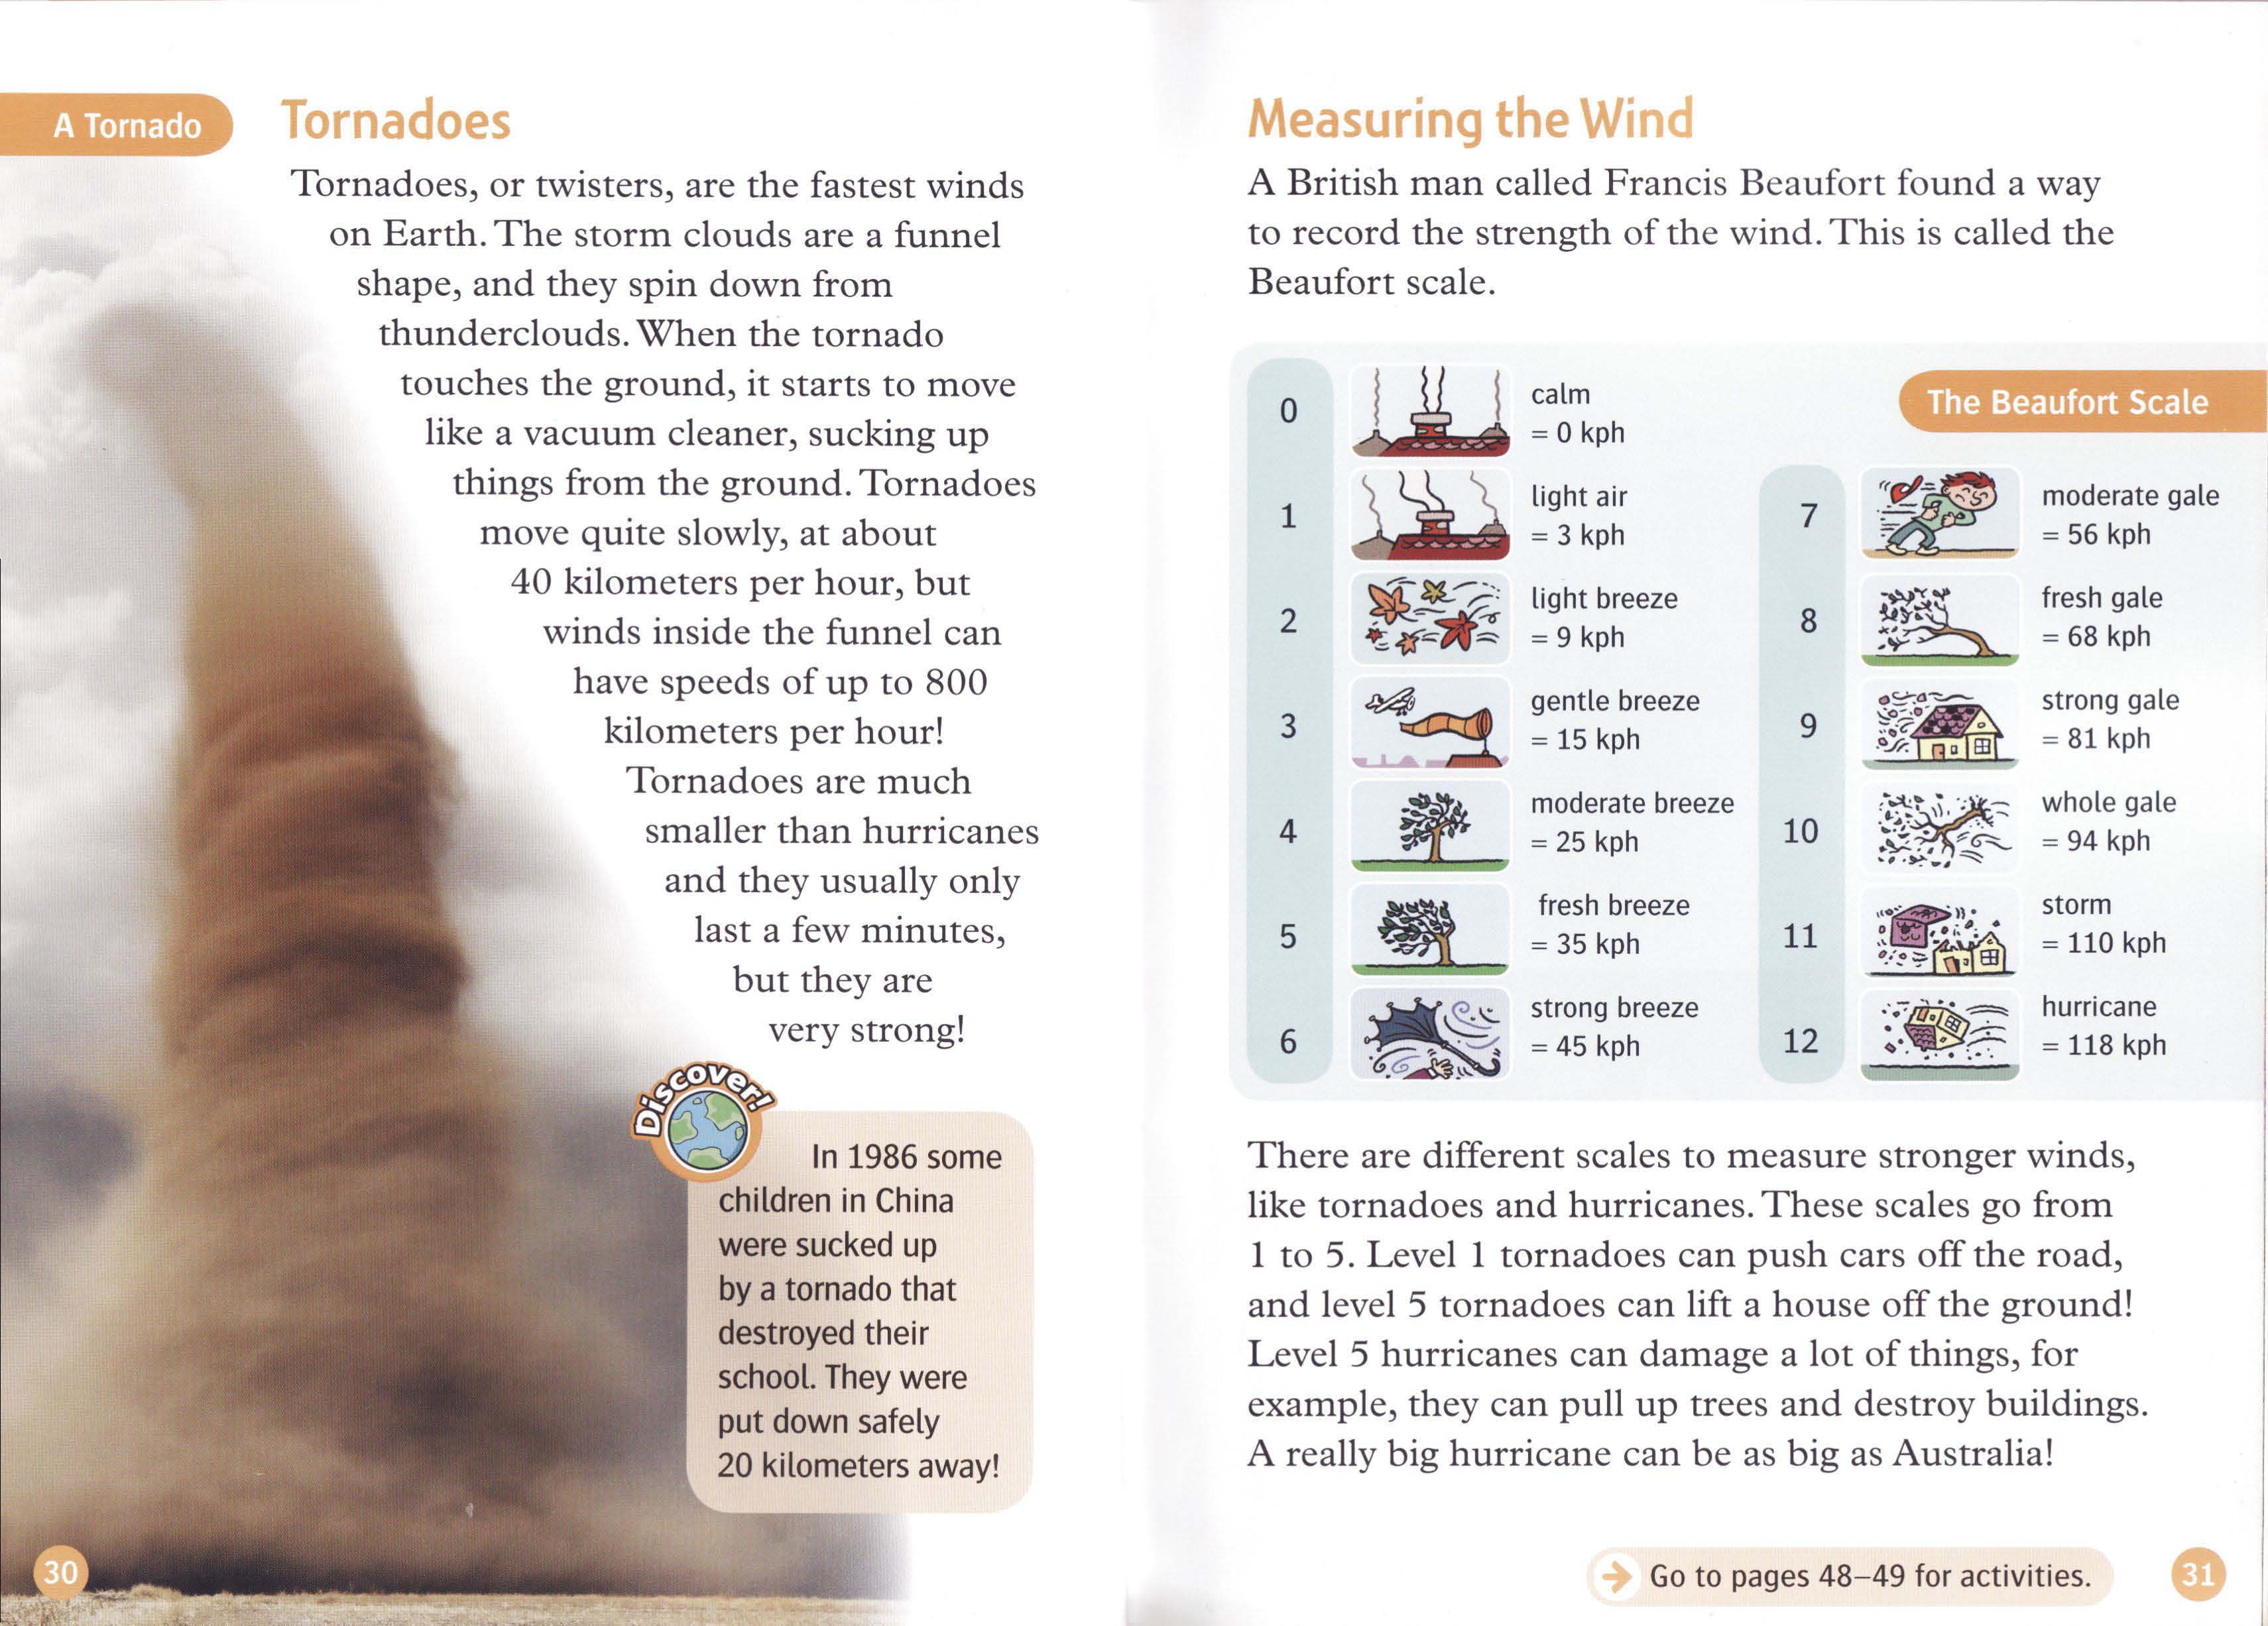 A Tornado
Tornadoes
Tornadoes, or twisters, are the fastest winds
on Earth. The storm clouds are a funnel
shape, and they spin down from
thunderclouds. When the tornado
touches the ground, it starts to move
like a vacuum cleaner, sucking up
things from the ground. Tornadoes
move quite slowly, at about
40 kilometers per hour, but
winds inside the funnel can
have speeds of up to 800
kilometers per hour!
Tornadoes are much
smaller than hurricanes
and they usually only
last a few minutes,
but they are
very strong!
Discover!
In 1986 some
children in China
were sucked up
by a tornado that
destroyed their
school. They were
put down safely
20 kilometers away!
30
Measuring the Wind
A British man called Francis Beaufort found a way
to record the strength of the wind. This is called the
Beaufort scale.
The Beaufort Scale
0
calm
= 0 kph
1
light air
= 3 kph
2
light breeze
= 9 kph
3
gentle breeze
= 15 kph
4
moderate breeze
= 25 kph
5
fresh breeze
= 35 kph
6
strong breeze
= 45 kph
7
moderate gale
= 56 kph
8
fresh gale
= 68 kph
9
strong gale
= 81 kph
10
whole gale
= 94 kph
11
storm
= 110 kph
12
hurricane
= 118 kph
There are different scales to measure stronger winds,
like tornadoes and hurricanes. These scales go from
1 to 5. Level 1 tornadoes can push cars off the road,
and level 5 tornadoes can lift a house off the ground!
Level 5 hurricanes can damage a lot of things, for
example, they can pull up trees and destroy buildings.
A really big hurricane can be as big as Australia!
Go to pages 48–49 for activities.
31